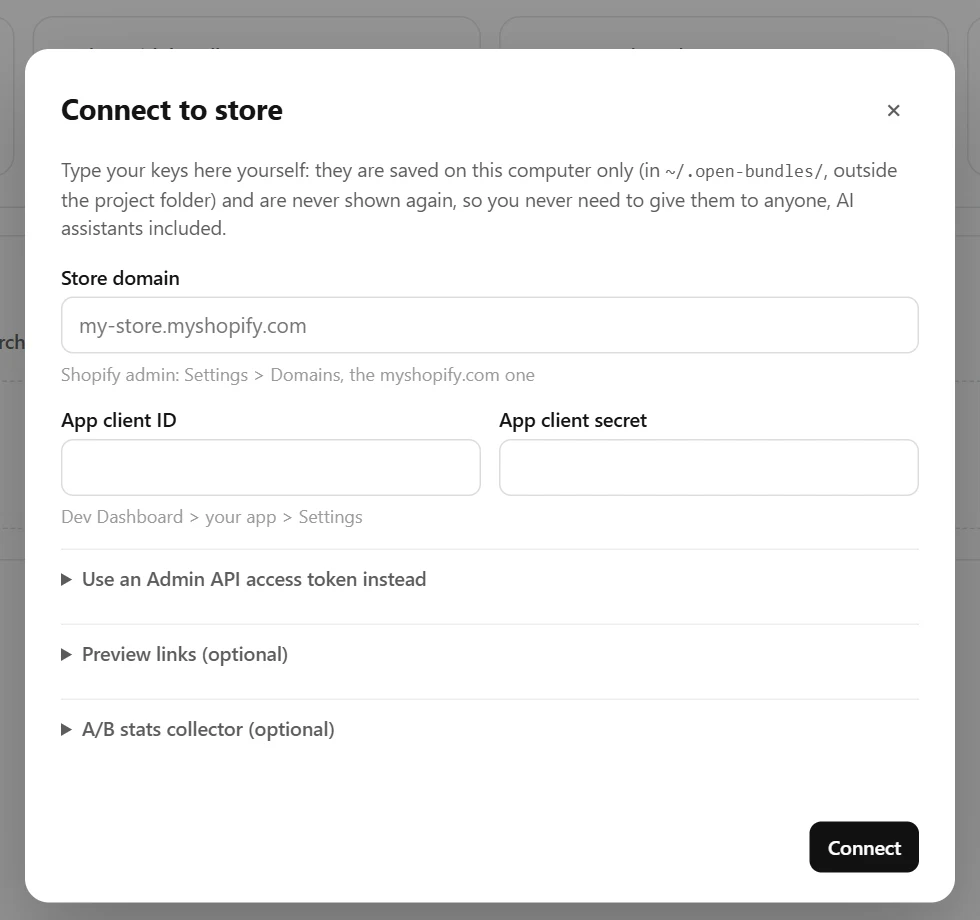 Connect to store
×
Type your keys here yourself: they are saved on this computer only (in ~/.open-bundles/, outside
the project folder) and are never shown again, so you never need to give them to anyone, AI
assistants included.
Store domain
my-store.myshopify.com
Shopify admin: Settings > Domains, the myshopify.com one
App client ID
App client secret
Dev Dashboard > your app > Settings
Use an Admin API access token instead
Preview links (optional)
A/B stats collector (optional)
Connect